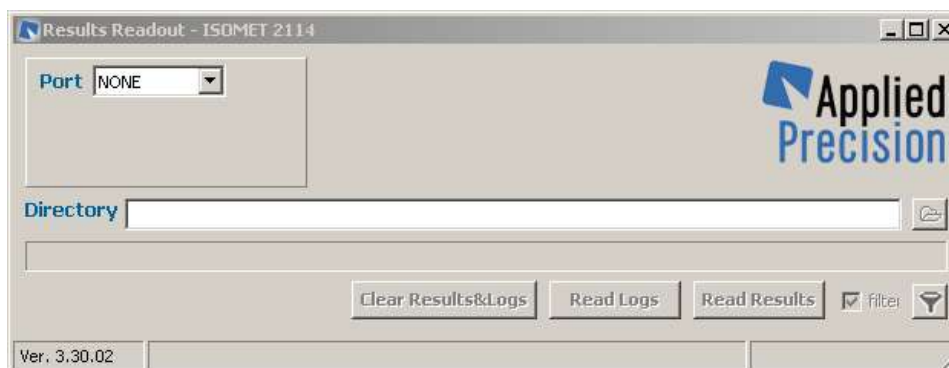 Results Readout - ISOMET 2114
Port NONE
Applied
Precision
Directory
Clear Results&Logs Read Logs Read Results filter
Ver. 3.30.02